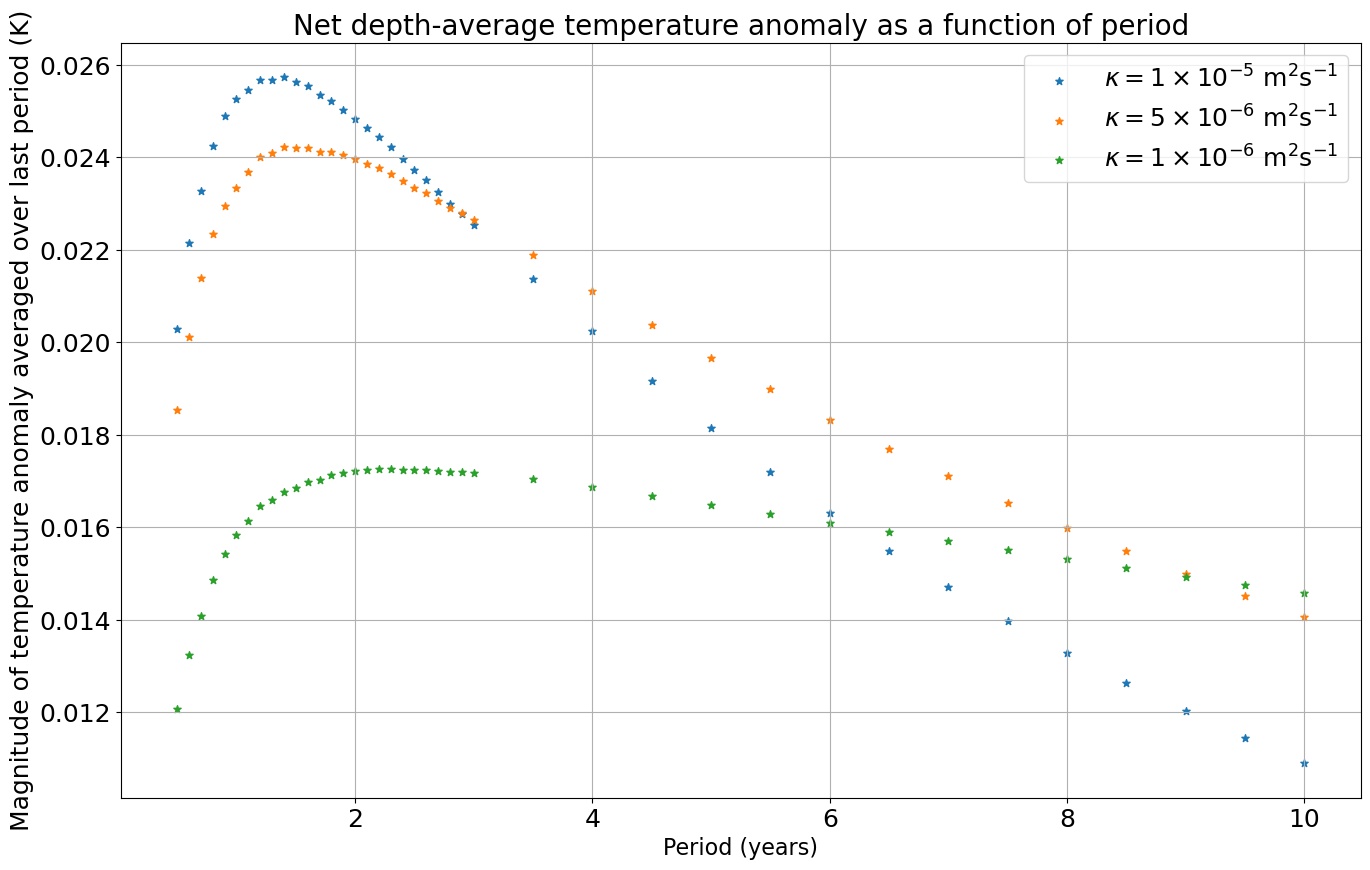 Net depth-average temperature anomaly as a function of period
Magnitude of temperature anomaly averaged over last period (K)
0.026
0.024
0.022
0.020
0.018
0.016
0.014
0.012
κ = 1 × 10⁻⁵ m²s⁻¹
κ = 5 × 10⁻⁶ m²s⁻¹
κ = 1 × 10⁻⁶ m²s⁻¹
2 4 6 8 10
Period (years)